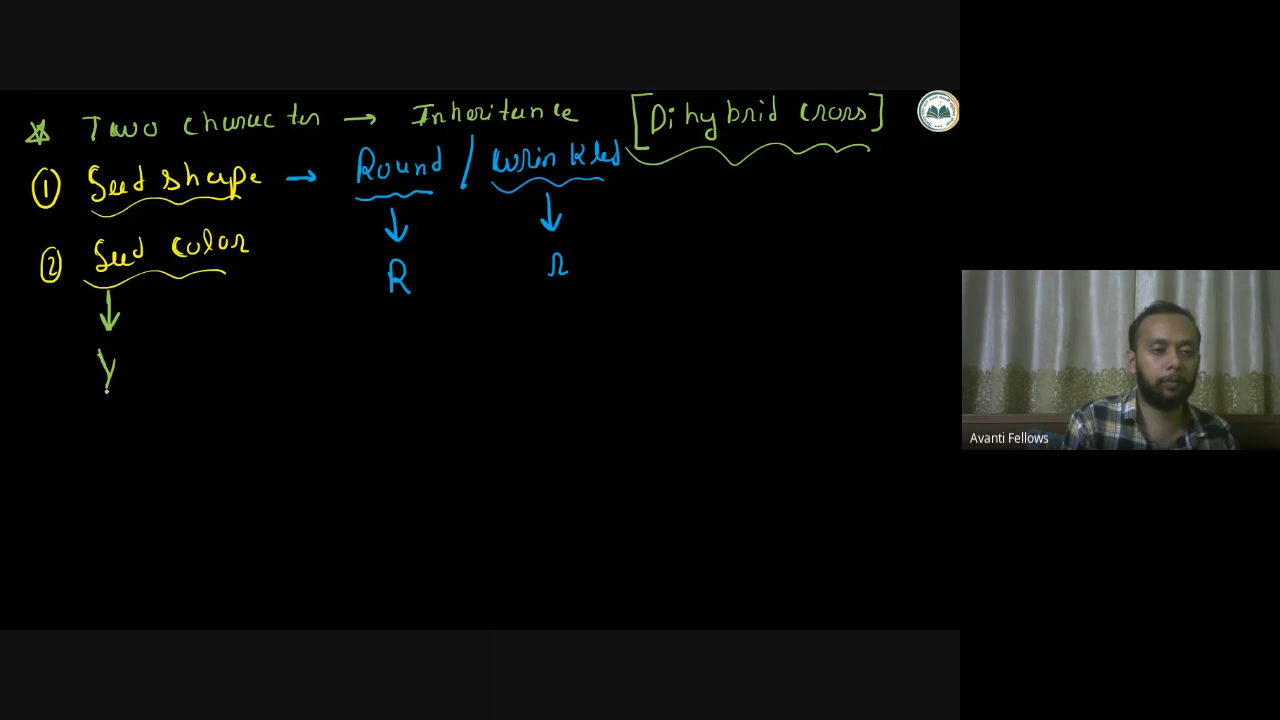 ☆ Two character → Inheritance [Dihybrid cross]
① Seed shape → Round / Wrinkled
R r
② Seed color
Y
Avanti Fellows